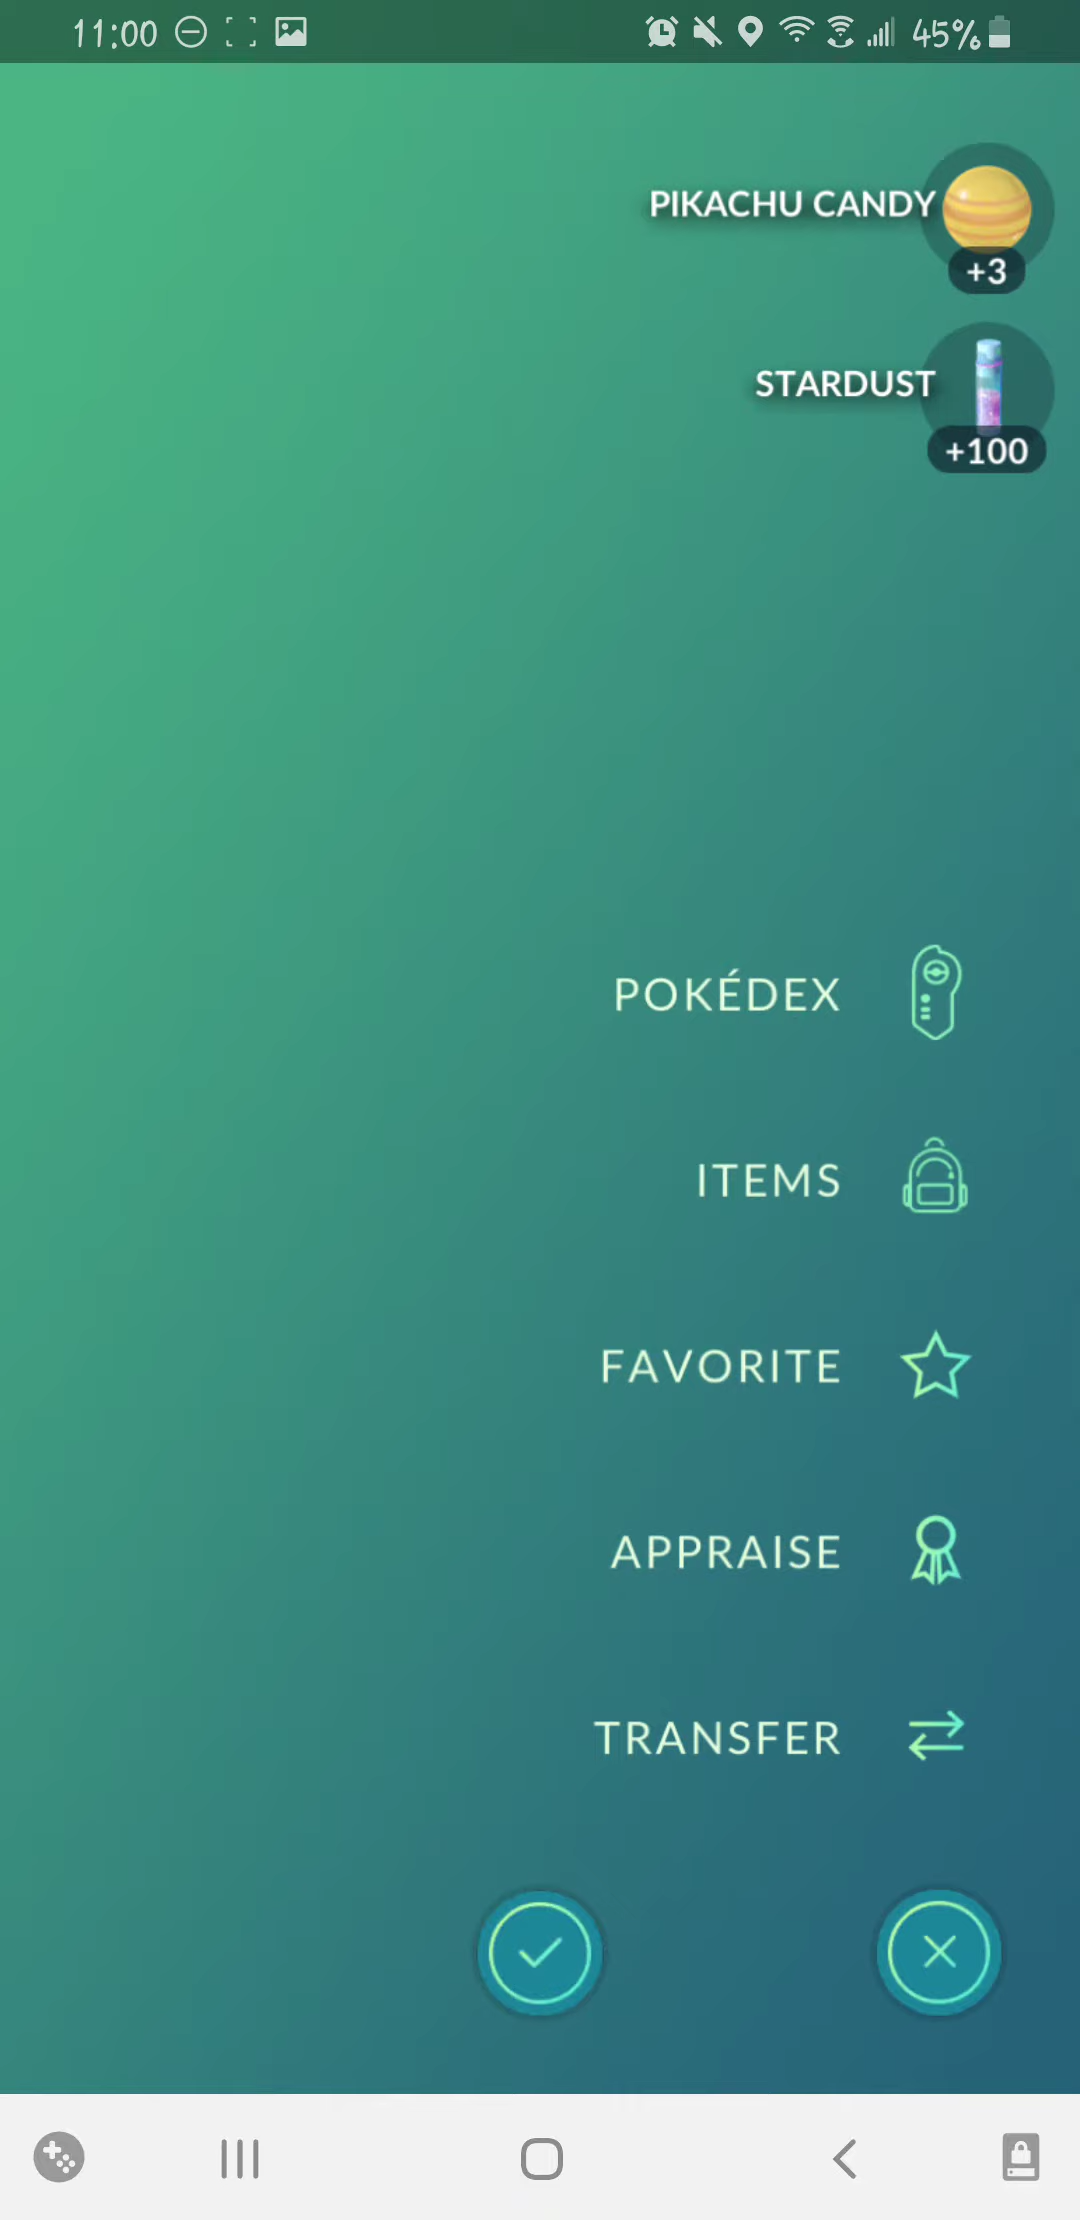 11:00 45%
PIKACHU CANDY
+3
STARDUST
+100
POKÉDEX
ITEMS
FAVORITE
APPRAISE
TRANSFER